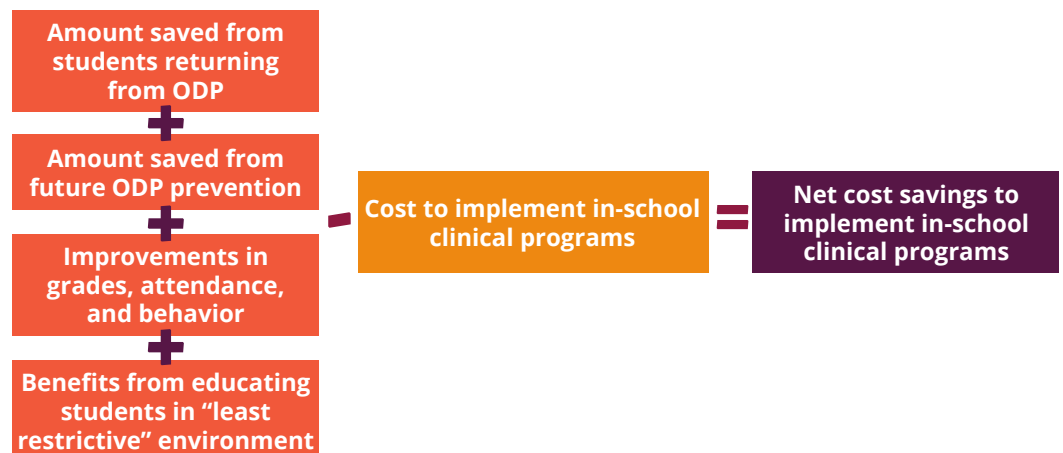 Amount saved from
students returning
from ODP
+
Amount saved from
future ODP prevention
+
Improvements in
grades, attendance,
and behavior
+
Benefits from educating
students in “least
restrictive” environment
-
Cost to implement in-school
clinical programs
=
Net cost savings to
implement in-school
clinical programs